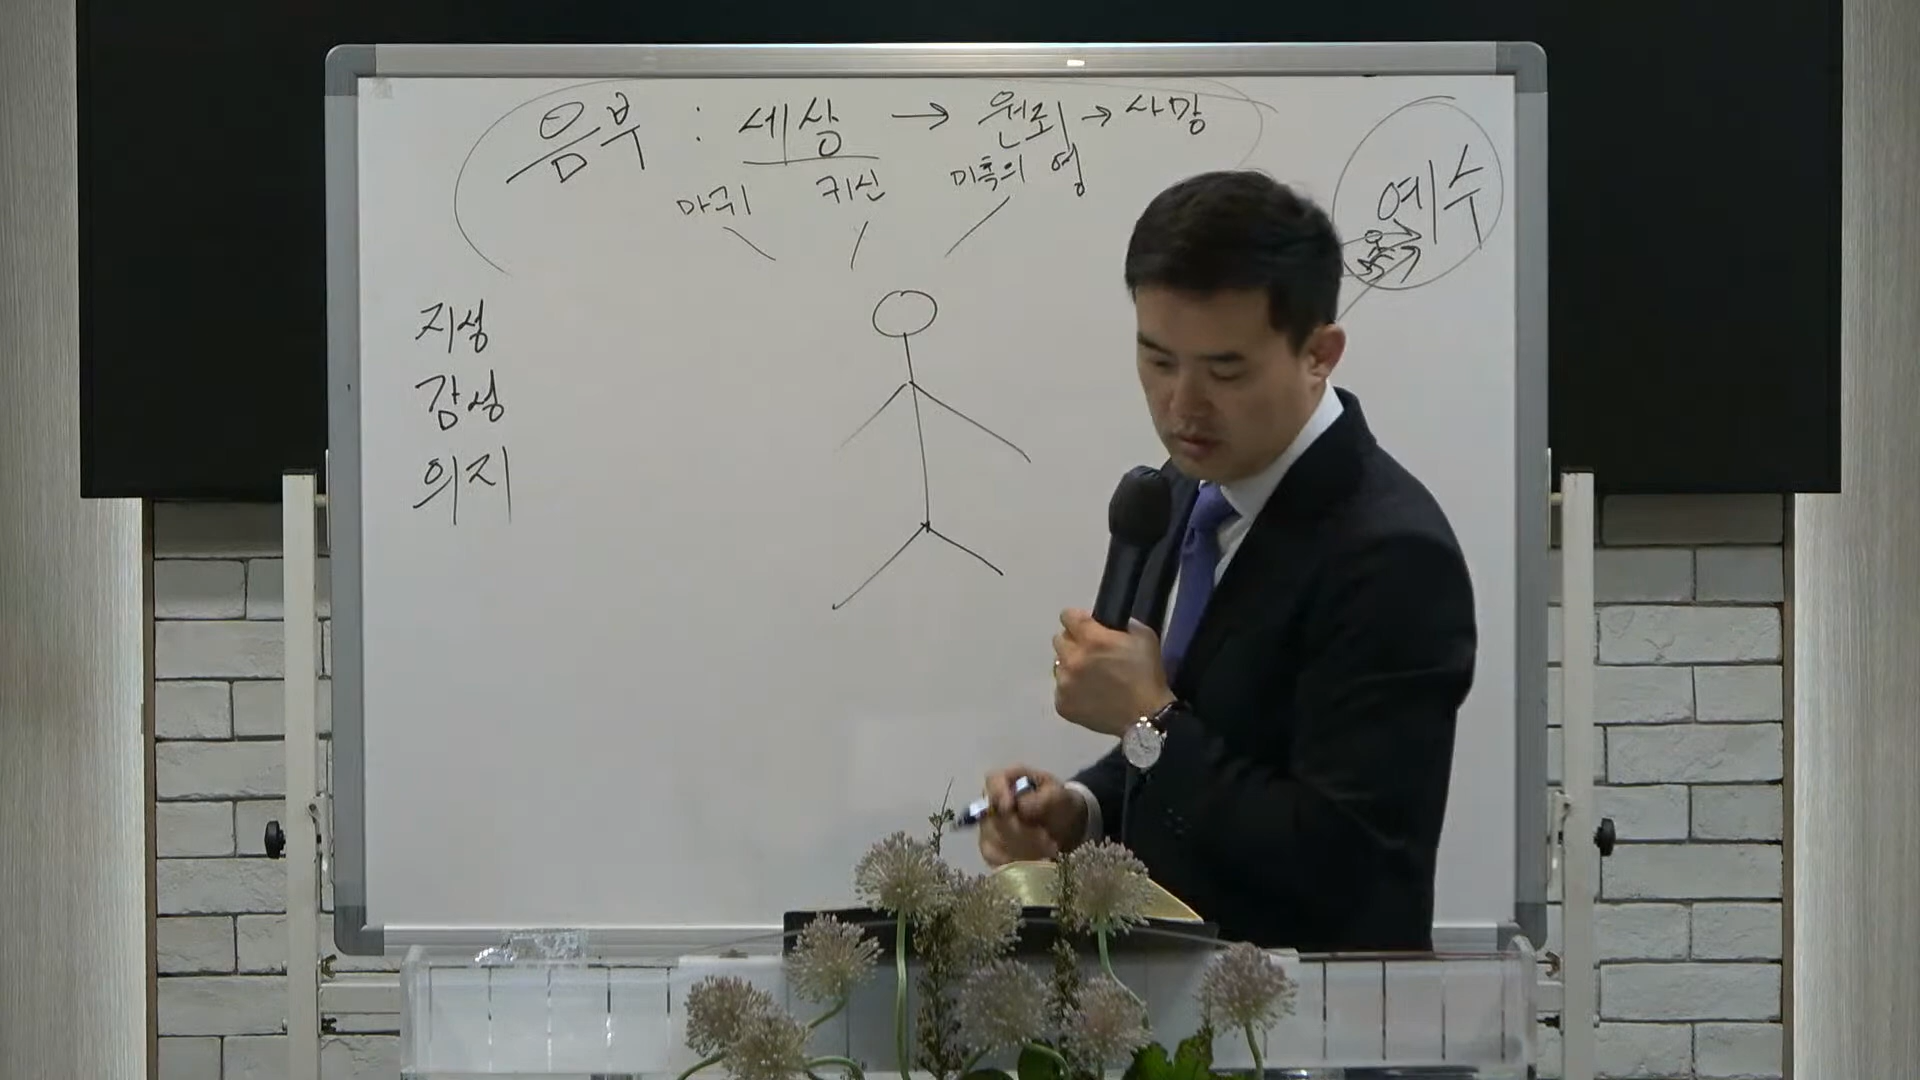 음부 : 세상 → 원죄 → 사망
마귀 귀신 미혹의 영
예수
지성
감성
의지